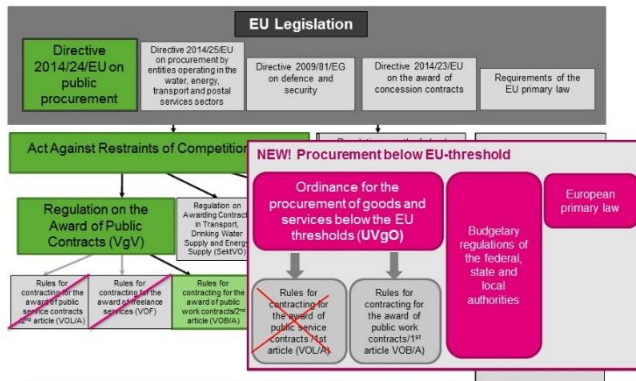 EU Legislation
Directive
2014/24/EU on
public
procurement
Directive 2014/25/EU
on procurement by
entities operating in the
water, energy,
transport and postal
services sectors
Directive 2009/81/EG
on defence and
security
Directive 2014/23/EU
on the award of
concession contracts
Requirements of the
EU primary law
Act Against Restraints of Competitio
Regulation on the
Award of Public
Contracts (VgV)
Regulation on
Awarding Contract
in Transport,
Drinking Water
Supply and Energy
Supply (SektVO)
Rules for
contracting for the
award of public
service contracts
/2nd article (VOL/A)
Rules for
contracting for the
award of freelance
services (VOF)
Rules for
contracting for the
award of public
work contracts/2nd
article (VOB/A)
NEW! Procurement below EU-threshold
Ordinance for the
procurement of goods
and services below the EU
thresholds (UVgO)
Rules for
contracting for
the award of
public service
contracts /1st
article (VOL/A)
Rules for
contracting for the
award of public
work contracts/1st
article VOB/A)
Budgetary
regulations of
the federal,
state and
local
authorities
European
primary law